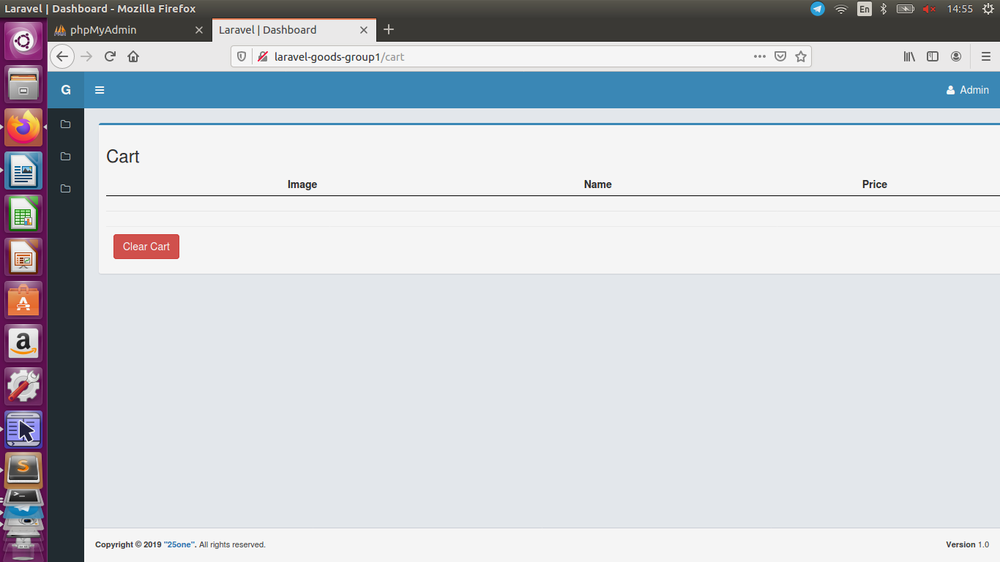 Laravel | Dashboard - Mozilla Firefox
En
14:55
phpMyAdmin
Laravel | Dashboard
laravel-goods-group1/cart
G
Admin
Cart
Image Name Price
Clear Cart
Copyright © 2019 "25one". All rights reserved.
Version 1.0